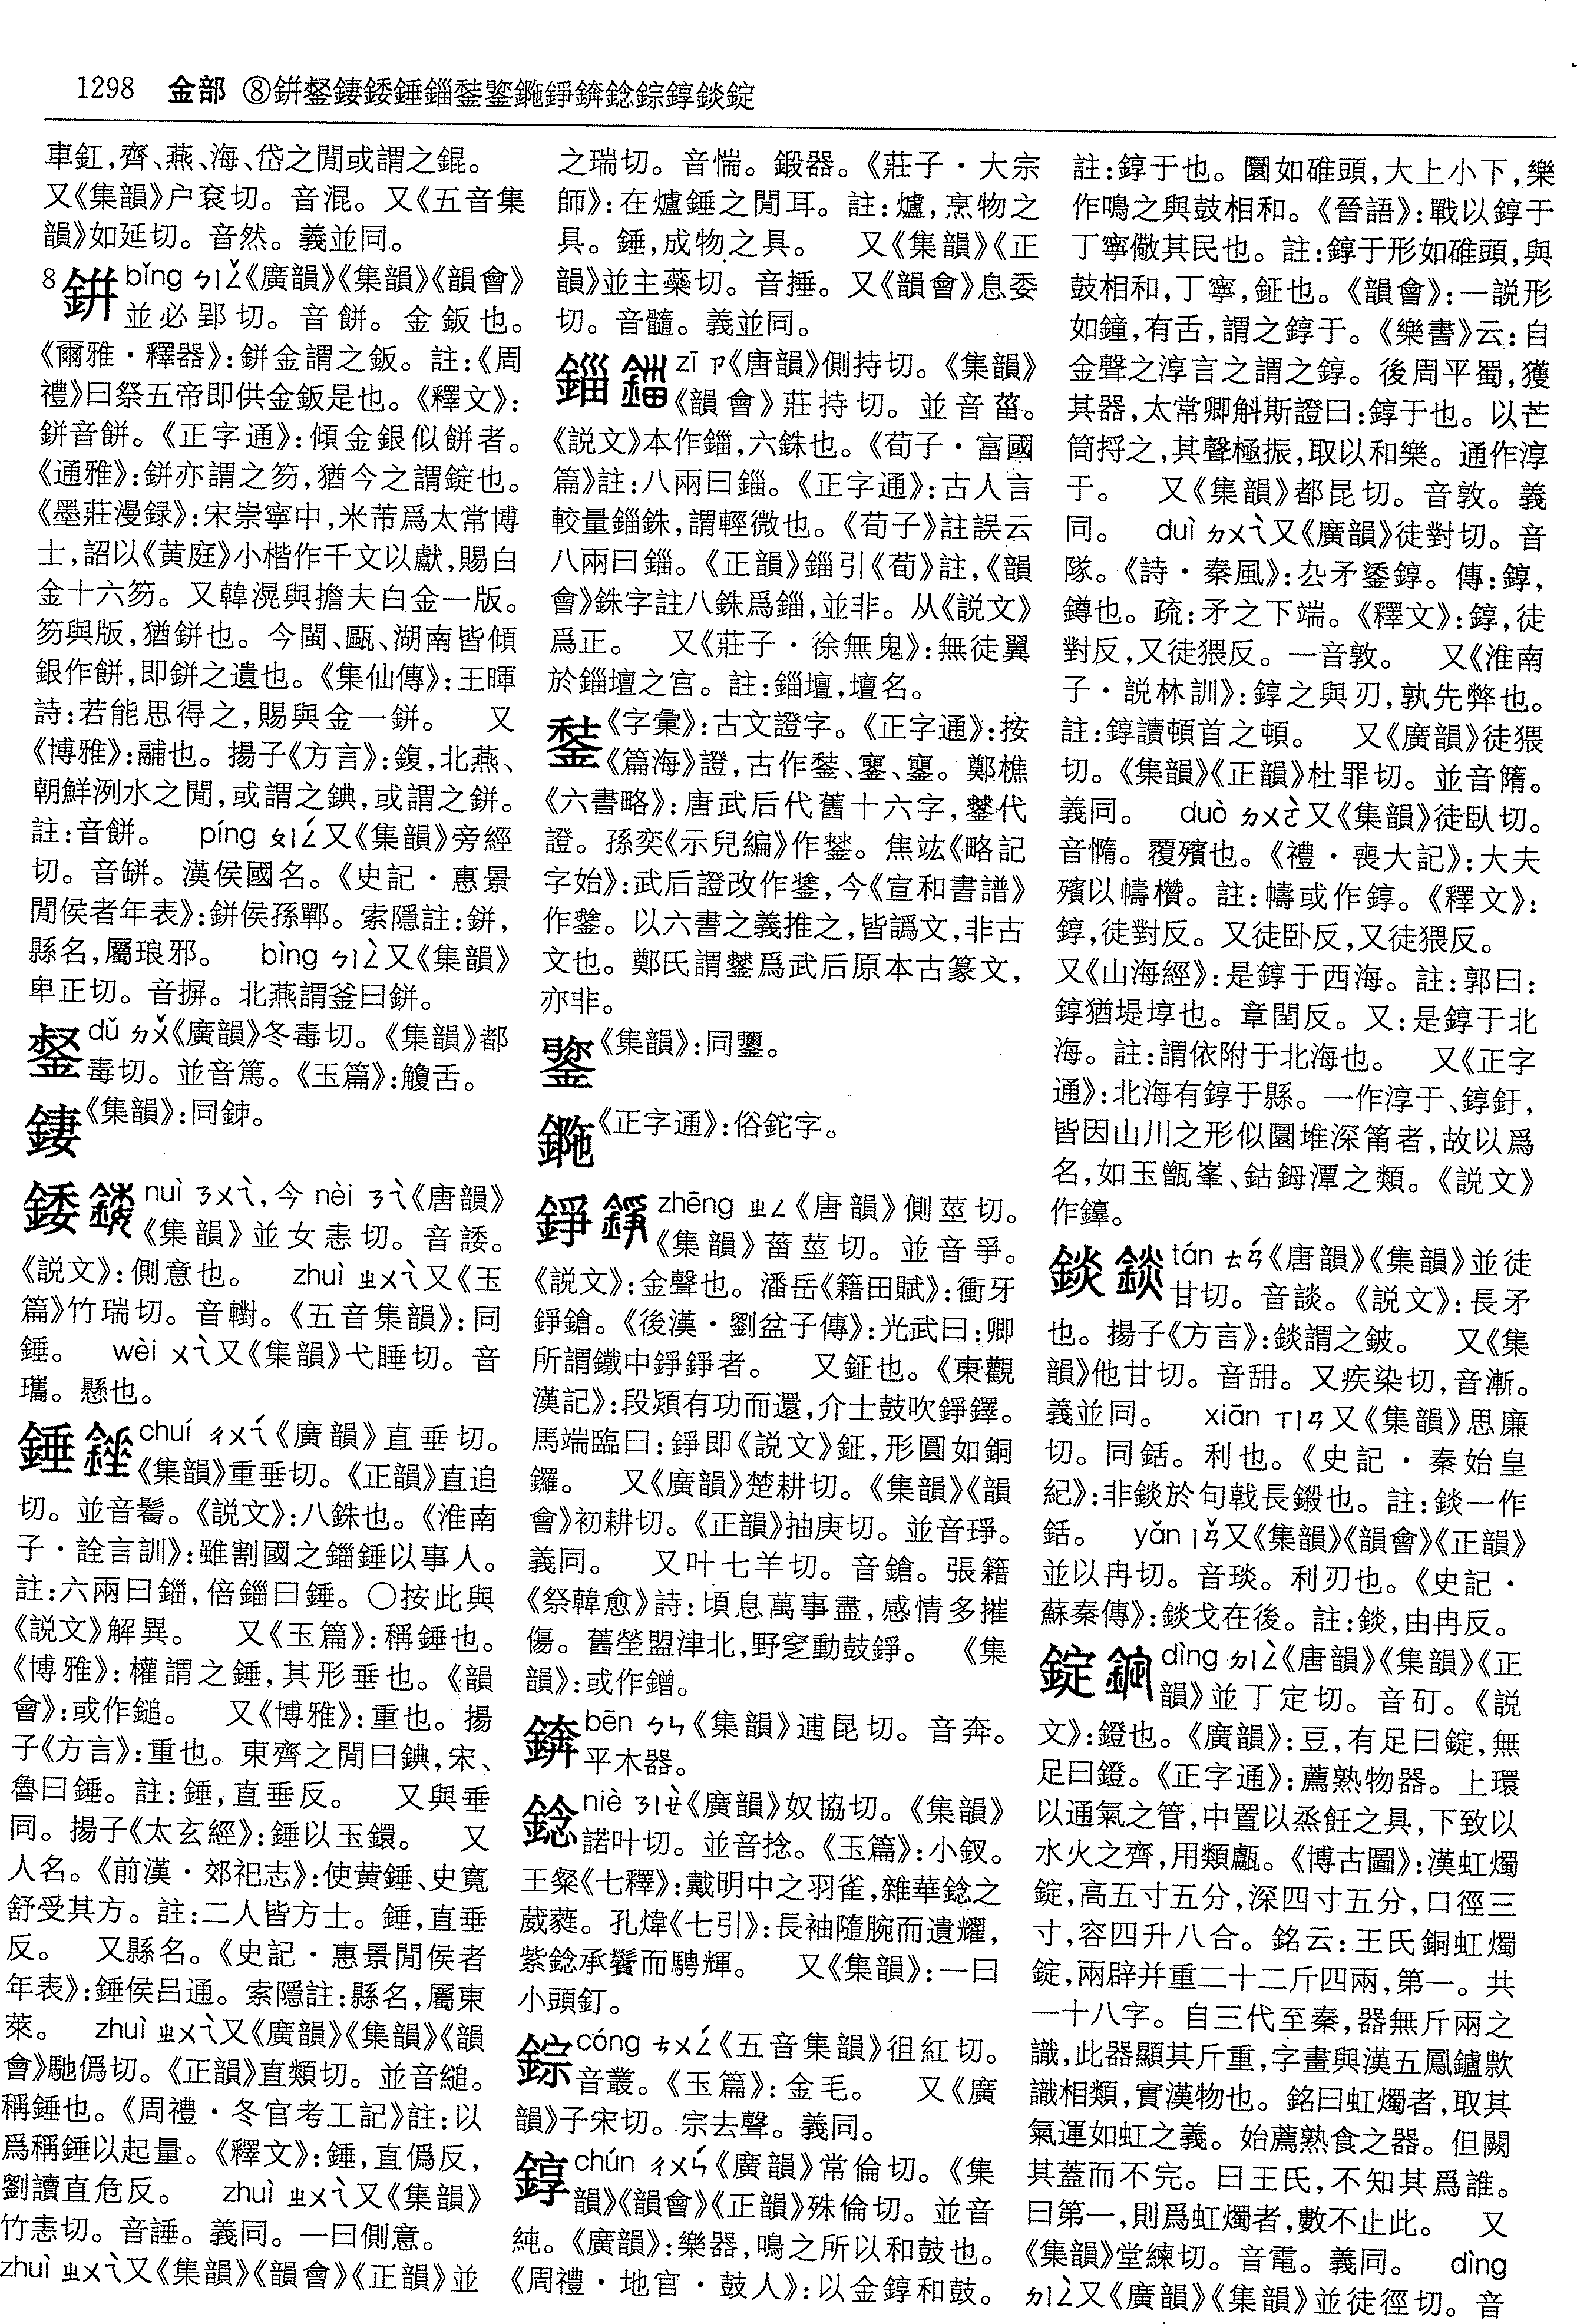 1298 金部 ⑧鉼錖鍷錗錘錙鍫鋻鍦錚錛錜錝錞錟錠
車釭,齊、燕、海、岱之閒或謂之錕。
又《集韻》户袞切。音混。又《五音集
韻》如延切。音然。義並同。
8鉼bǐng ㄅㄧㄥˇ《廣韻》《集韻》《韻會》
並必郢切。音餅。金鈑也。
《爾雅·釋器》:鉼金謂之鈑。註:《周
禮》曰祭五帝即供金鈑是也。《釋文》:
鉼音餅。《正字通》:傾金銀似餅者。
《通雅》:鉼亦謂之笏,猶今之謂錠也。
《墨莊漫録》:宋崇寧中,米芾爲太常博
士,詔以《黄庭》小楷作千文以獻,賜白
金十六笏。又韓滉與擔夫白金一版。
笏與版,猶鉼也。今閩、甌、湖南皆傾
銀作餅,即鉼之遺也。《集仙傳》:王暉
詩:若能思得之,賜與金一鉼。 又
《博雅》:鬴也。揚子《方言》:鍑,北燕、
朝鮮洌水之閒,或謂之錪,或謂之鉼。
註:音餅。 píng ㄆㄧㄥˊ又《集韻》旁經
切。音缾。漢侯國名。《史記·惠景
閒侯者年表》:鉼侯孫鄲。索隱註:鉼,
縣名,屬琅邪。 bìng ㄅㄧㄥˋ又《集韻》
卑正切。音摒。北燕謂釜曰鉼。
dǔ ㄉㄨˇ《廣韻》冬毒切。《集韻》都
毒切。並音篤。《玉篇》:觼舌。
《集韻》:同鉥。
錗 nuì ㄋㄨㄟˋ,今 nèi ㄋㄟˋ《唐韻》
《集韻》並女恚切。音諉。
《説文》:側意也。 zhuì ㄓㄨㄟˋ又《玉
篇》竹瑞切。音轛。《五音集韻》:同
錘。 wèi ㄨㄟˋ又《集韻》弋睡切。音
瓗。懸也。
錘 chuí ㄔㄨㄟˊ《廣韻》直垂切。
《集韻》重垂切。《正韻》直追
切。並音鬌。《説文》:八銖也。《淮南
子·詮言訓》:雖割國之錙錘以事人。
註:六兩曰錙,倍錙曰錘。○按此與
《説文》解異。 又《玉篇》:稱錘也。
《博雅》:權謂之錘,其形垂也。《韻
會》:或作鎚。 又《博雅》:重也。揚
子《方言》:重也。東齊之閒曰錪,宋、
魯曰錘。註:錘,直垂反。 又與垂
同。揚子《太玄經》:錘以玉鐶。 又
人名。《前漢·郊祀志》:使黄錘、史寬
舒受其方。註:二人皆方士。錘,直垂
反。 又縣名。《史記·惠景閒侯者
年表》:錘侯吕通。索隱註:縣名,屬東
萊。 zhuì ㄓㄨㄟˋ又《廣韻》《集韻》《韻
會》馳僞切。《正韻》直類切。並音縋。
稱錘也。《周禮·冬官考工記》註:以
爲稱錘以起量。《釋文》:錘,直僞反,
劉讀直危反。 zhuì ㄓㄨㄟˋ又《集韻》
竹恚切。音諈。義同。一曰側意。
zhuì ㄓㄨㄟˋ又《集韻》《韻會》《正韻》並
之瑞切。音惴。鍛器。《莊子·大宗
師》:在爐錘之閒耳。註:爐,烹物之
具。錘,成物之具。 又《集韻》《正
韻》並主蘂切。音捶。又《韻會》息委
切。音髓。義並同。
錙 zī ㄗ《唐韻》側持切。《集韻》
《韻會》莊持切。並音菑。
《説文》本作錙,六銖也。《荀子·富國
篇》註:八兩曰錙。《正字通》:古人言
較量錙銖,謂輕微也。《荀子》註誤云
八兩曰錙。《正韻》錙引《荀》註,《韻
會》銖字註八銖爲錙,並非。从《説文》
爲正。 又《莊子·徐無鬼》:無徒翼
於錙壇之宫。註:錙壇,壇名。
《字彙》:古文證字。《正字通》:按
《篇海》證,古作。鄭樵
《六書略》:唐武后代舊十六字,代
證。孫奕《示兒編》作。焦竑《略記
字始》:武后證改作,今《宣和書譜》
作。以六書之義推之,皆譌文,非古
文也。鄭氏謂爲武后原本古篆文,
亦非。
《集韻》:同。
鍦《正字通》:俗鉈字。
錚 zhēng ㄓㄥ《唐韻》側莖切。
《集韻》菑莖切。並音爭。
《説文》:金聲也。潘岳《籍田賦》:衝牙
錚鎗。《後漢·劉盆子傳》:光武曰:卿
所謂鐵中錚錚者。 又鉦也。《東觀
漢記》:段熲有功而還,介士鼓吹錚鐸。
馬端臨曰:錚即《説文》鉦,形圓如銅
鑼。 又《廣韻》楚耕切。《集韻》《韻
會》初耕切。《正韻》抽庚切。並音琤。
義同。 又叶七羊切。音鎗。張籍
《祭韓愈》詩:頃息萬事盡,感情多摧
傷。舊塋盟津北,野窆動鼓錚。 《集
韻》:或作鏳。
錛bēn ㄅㄣ《集韻》逋昆切。音奔。
平木器。
錜niè ㄋㄧㄝˋ《廣韻》奴協切。《集韻》
諾叶切。並音捻。《玉篇》:小釵。
王粲《七釋》:戴明中之羽雀,雜華錜之
葳蕤。孔煒《七引》:長袖隨腕而遺耀,
紫錜承鬢而騁輝。 又《集韻》:一曰
小頭釘。
錝cóng ㄘㄨㄥˊ《五音集韻》徂紅切。
音叢。《玉篇》:金毛。 又《廣
韻》子宋切。宗去聲。義同。
錞chún ㄔㄨㄣˊ《廣韻》常倫切。《集
韻》《韻會》《正韻》殊倫切。並音
純。《廣韻》:樂器,鳴之所以和鼓也。
《周禮·地官·鼓人》:以金錞和鼓。
註:錞于也。圜如碓頭,大上小下,樂
作鳴之與鼓相和。《晉語》:戰以錞于
丁寧儆其民也。註:錞于形如碓頭,與
鼓相和,丁寧,鉦也。《韻會》:一説形
如鐘,有舌,謂之錞于。《樂書》云:自
金聲之淳言之謂之錞。後周平蜀,獲
其器,太常卿斛斯證曰:錞于也。以芒
筒捋之,其聲極振,取以和樂。通作淳
于。 又《集韻》都昆切。音敦。義
同。 duì ㄉㄨㄟˋ又《廣韻》徒對切。音
隊。《詩·秦風》:厹矛鋈錞。傳:錞,
鐏也。疏:矛之下端。《釋文》:錞,徒
對反,又徒猥反。一音敦。 又《淮南
子·説林訓》:錞之與刃,孰先弊也。
註:錞讀頓首之頓。 又《廣韻》徒猥
切。《集韻》《正韻》杜罪切。並音隋。
義同。 duò ㄉㄨㄛˋ又《集韻》徒臥切。
音惰。覆殯也。《禮·喪大記》:大夫
殯以幬欑。註:幬或作錞。《釋文》:
錞,徒對反。又徒卧反,又徒猥反。
又《山海經》:是錞于西海。註:郭曰:
錞猶堤埻也。章閏反。又:是錞于北
海。註:謂依附于北海也。 又《正字
通》:北海有錞于縣。一作淳于、錞釪,
皆因山川之形似圜堆深甯者,故以爲
名,如玉甑峯、鈷鉧潭之類。《説文》
作鐓。
錟 tán ㄊㄢˊ《唐韻》《集韻》並徒
甘切。音談。《説文》:長矛
也。揚子《方言》:錟謂之鈹。 又《集
韻》他甘切。音舑。又疾染切,音漸。
義並同。 xiān ㄒㄧㄢ又《集韻》思廉
切。同銛。利也。《史記·秦始皇
紀》:非錟於句戟長鎩也。註:錟一作
銛。 yǎn ㄧㄢˇ又《集韻》《韻會》《正韻》
並以冉切。音琰。利刃也。《史記·
蘇秦傳》:錟戈在後。註:錟,由冉反。
錠 dìng ㄉㄧㄥˋ《唐韻》《集韻》《正
韻》並丁定切。音矴。《説
文》:鐙也。《廣韻》:豆,有足曰錠,無
足曰鐙。《正字通》:薦熟物器。上環
以通氣之管,中置以烝飪之具,下致以
水火之齊,用類甗。《博古圖》:漢虹燭
錠,高五寸五分,深四寸五分,口徑三
寸,容四升八合。銘云:王氏銅虹燭
錠,兩辟并重二十二斤四兩,第一。共
一十八字。自三代至秦,器無斤兩之
識,此器顯其斤重,字畫與漢五鳳鑪款
識相類,實漢物也。銘曰虹燭者,取其
氣運如虹之義。始薦熟食之器。但闕
其蓋而不完。曰王氏,不知其爲誰。
曰第一,則爲虹燭者,數不止此。 又
《集韻》堂練切。音電。義同。 dìng
ㄉㄧㄥˋ又《廣韻》《集韻》並徒徑切。音